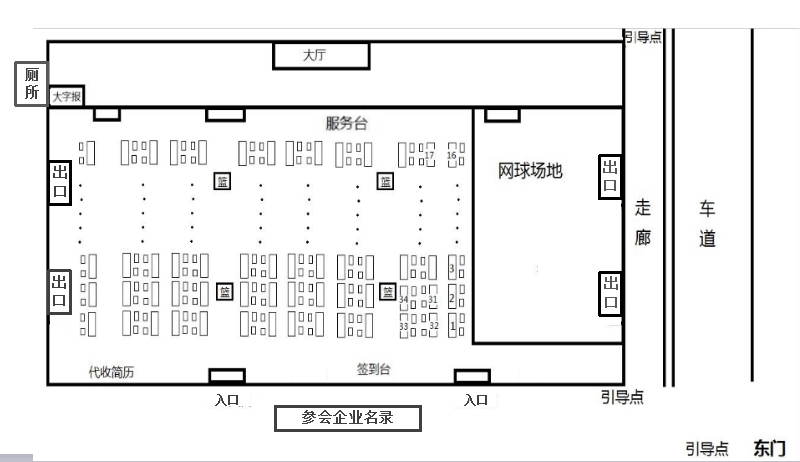 引导点
大厅
厕所
大字报
服务台
17
16
网球场地
出口
出口
篮
篮
走廊
车道
3
出口
出口
篮
篮
34
31
2
33
32
1
代收简历
签到台
入口
入口
引导点
参会企业名录
引导点
东门